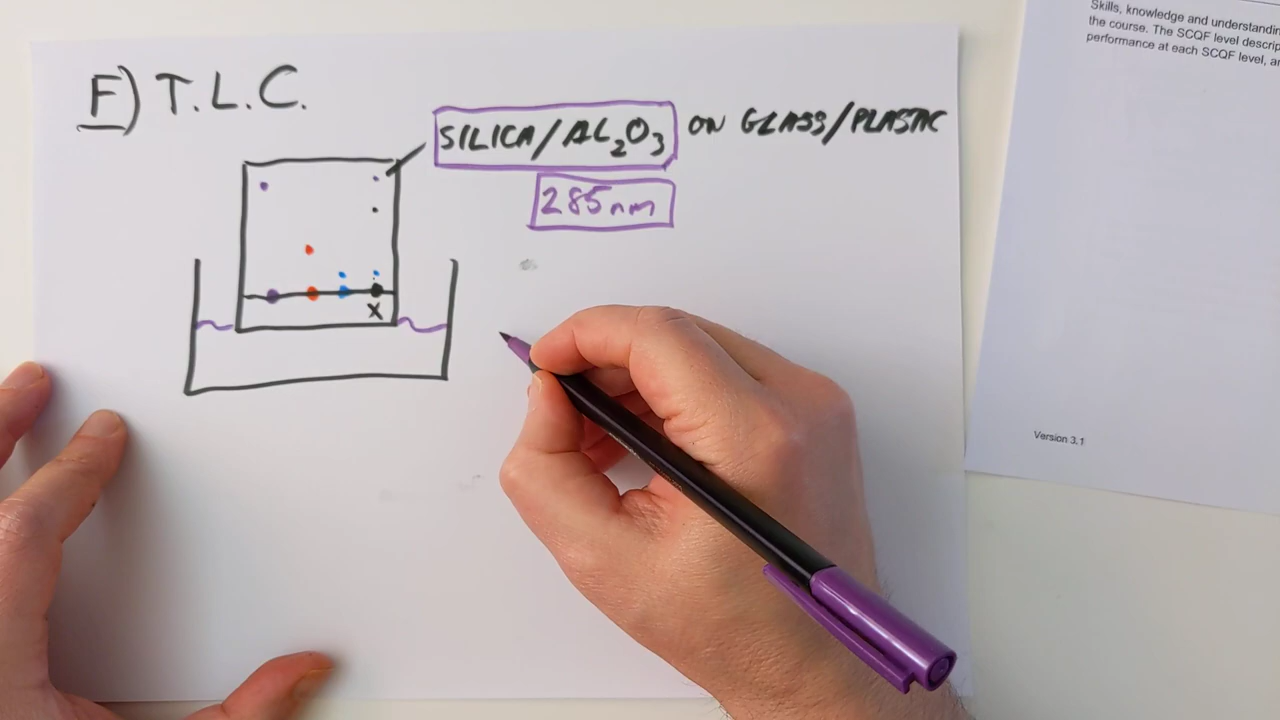 F) T.L.C.
SILICA/AL2O3 ON GLASS/PLASTIC
285nm
X
Skills, knowledge and understandin
the course. The SCQF level descrip
performance at each SCQF level, a
Version 3.1